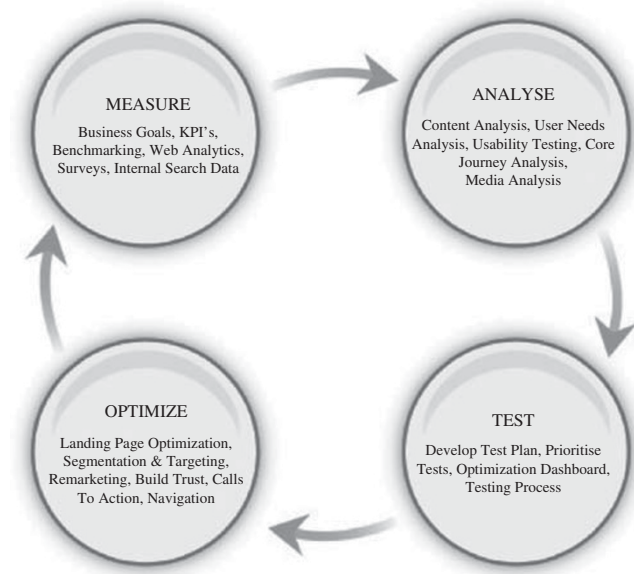 MEASURE
Business Goals, KPI's,
Benchmarking, Web Analytics,
Surveys, Internal Search Data
ANALYSE
Content Analysis, User Needs
Analysis, Usability Testing, Core
Journey Analysis,
Media Analysis
OPTIMIZE
Landing Page Optimization,
Segmentation & Targeting,
Remarketing, Build Trust, Calls
To Action, Navigation
TEST
Develop Test Plan, Prioritise
Tests, Optimization Dashboard,
Testing Process